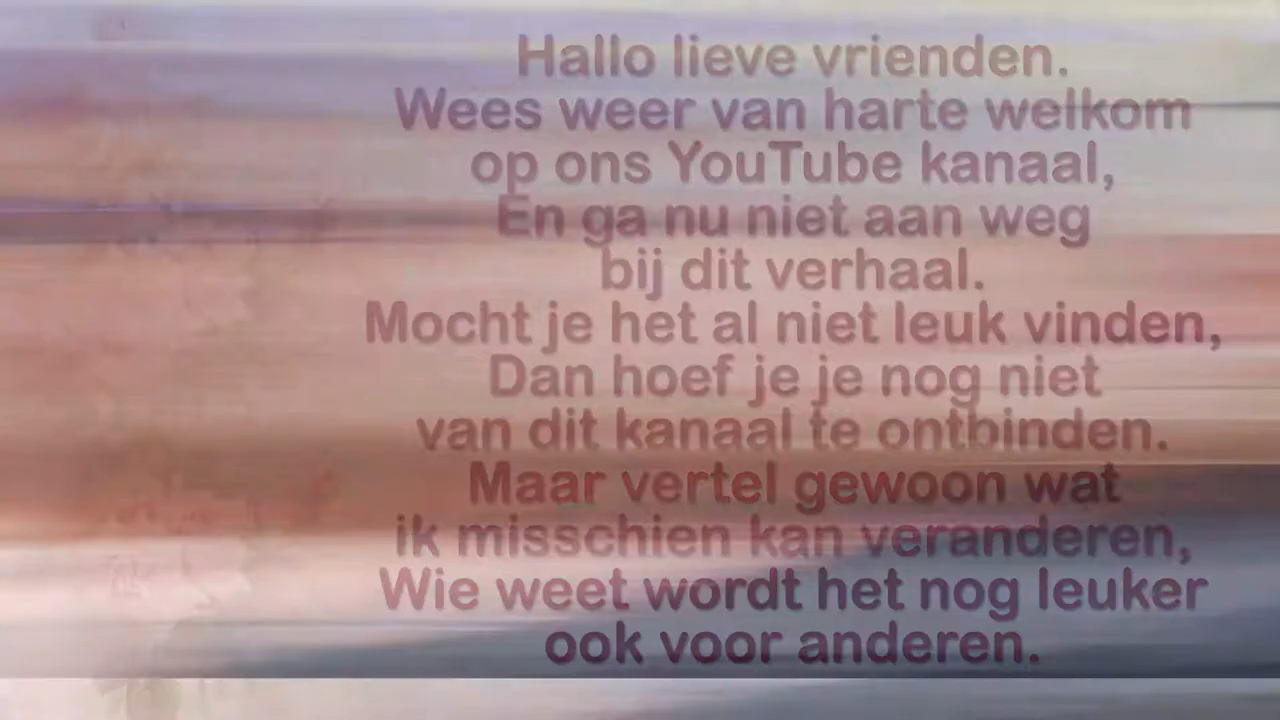 Hallo lieve vrienden.
Wees weer van harte welkom
op ons YouTube kanaal,
En ga nu niet aan weg
bij dit verhaal.
Mocht je het al niet leuk vinden,
Dan hoef je je nog niet
van dit kanaal te ontbinden.
Maar vertel gewoon wat
ik misschien kan veranderen,
Wie weet wordt het nog leuker
ook voor anderen.